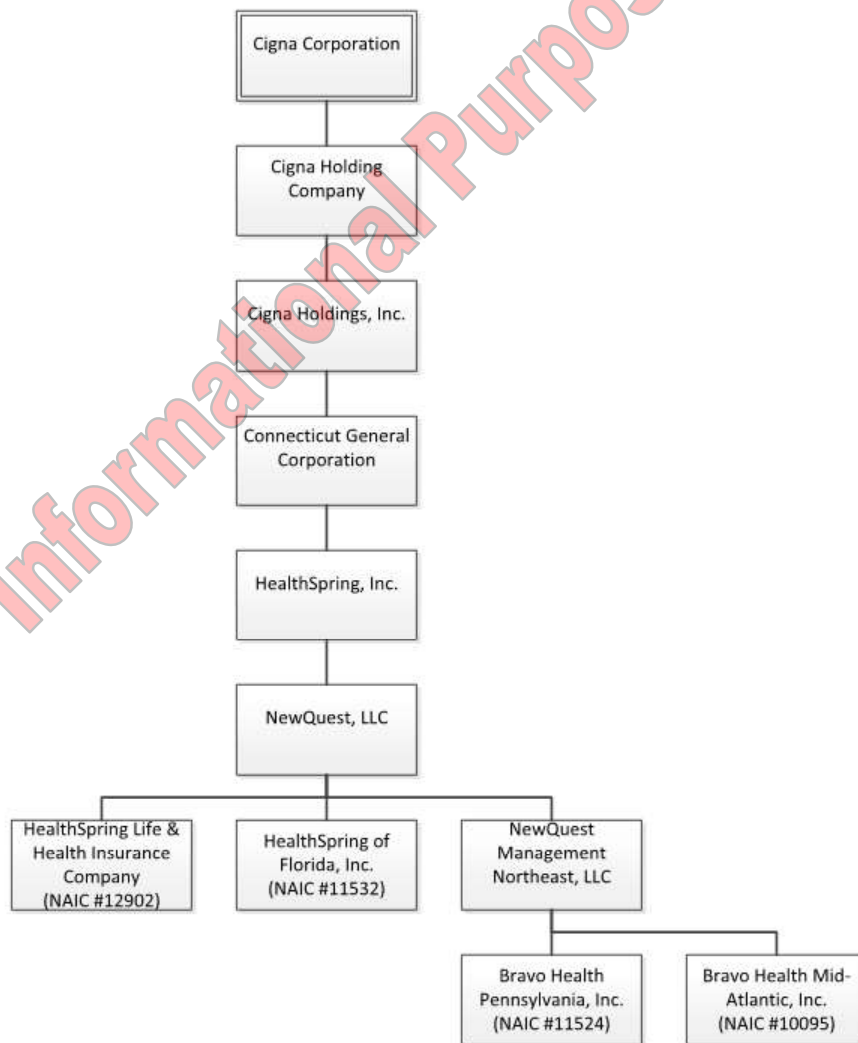 Cigna Corporation
Cigna Holding
Company
Cigna Holdings, Inc.
Connecticut General
Corporation
HealthSpring, Inc.
NewQuest, LLC
HealthSpring Life &
Health Insurance
Company
(NAIC #12902)
HealthSpring of
Florida, Inc.
(NAIC #11532)
NewQuest
Management
Northeast, LLC
Bravo Health
Pennsylvania, Inc.
(NAIC #11524)
Bravo Health Mid-
Atlantic, Inc.
(NAIC #10095)
Informational Purpos